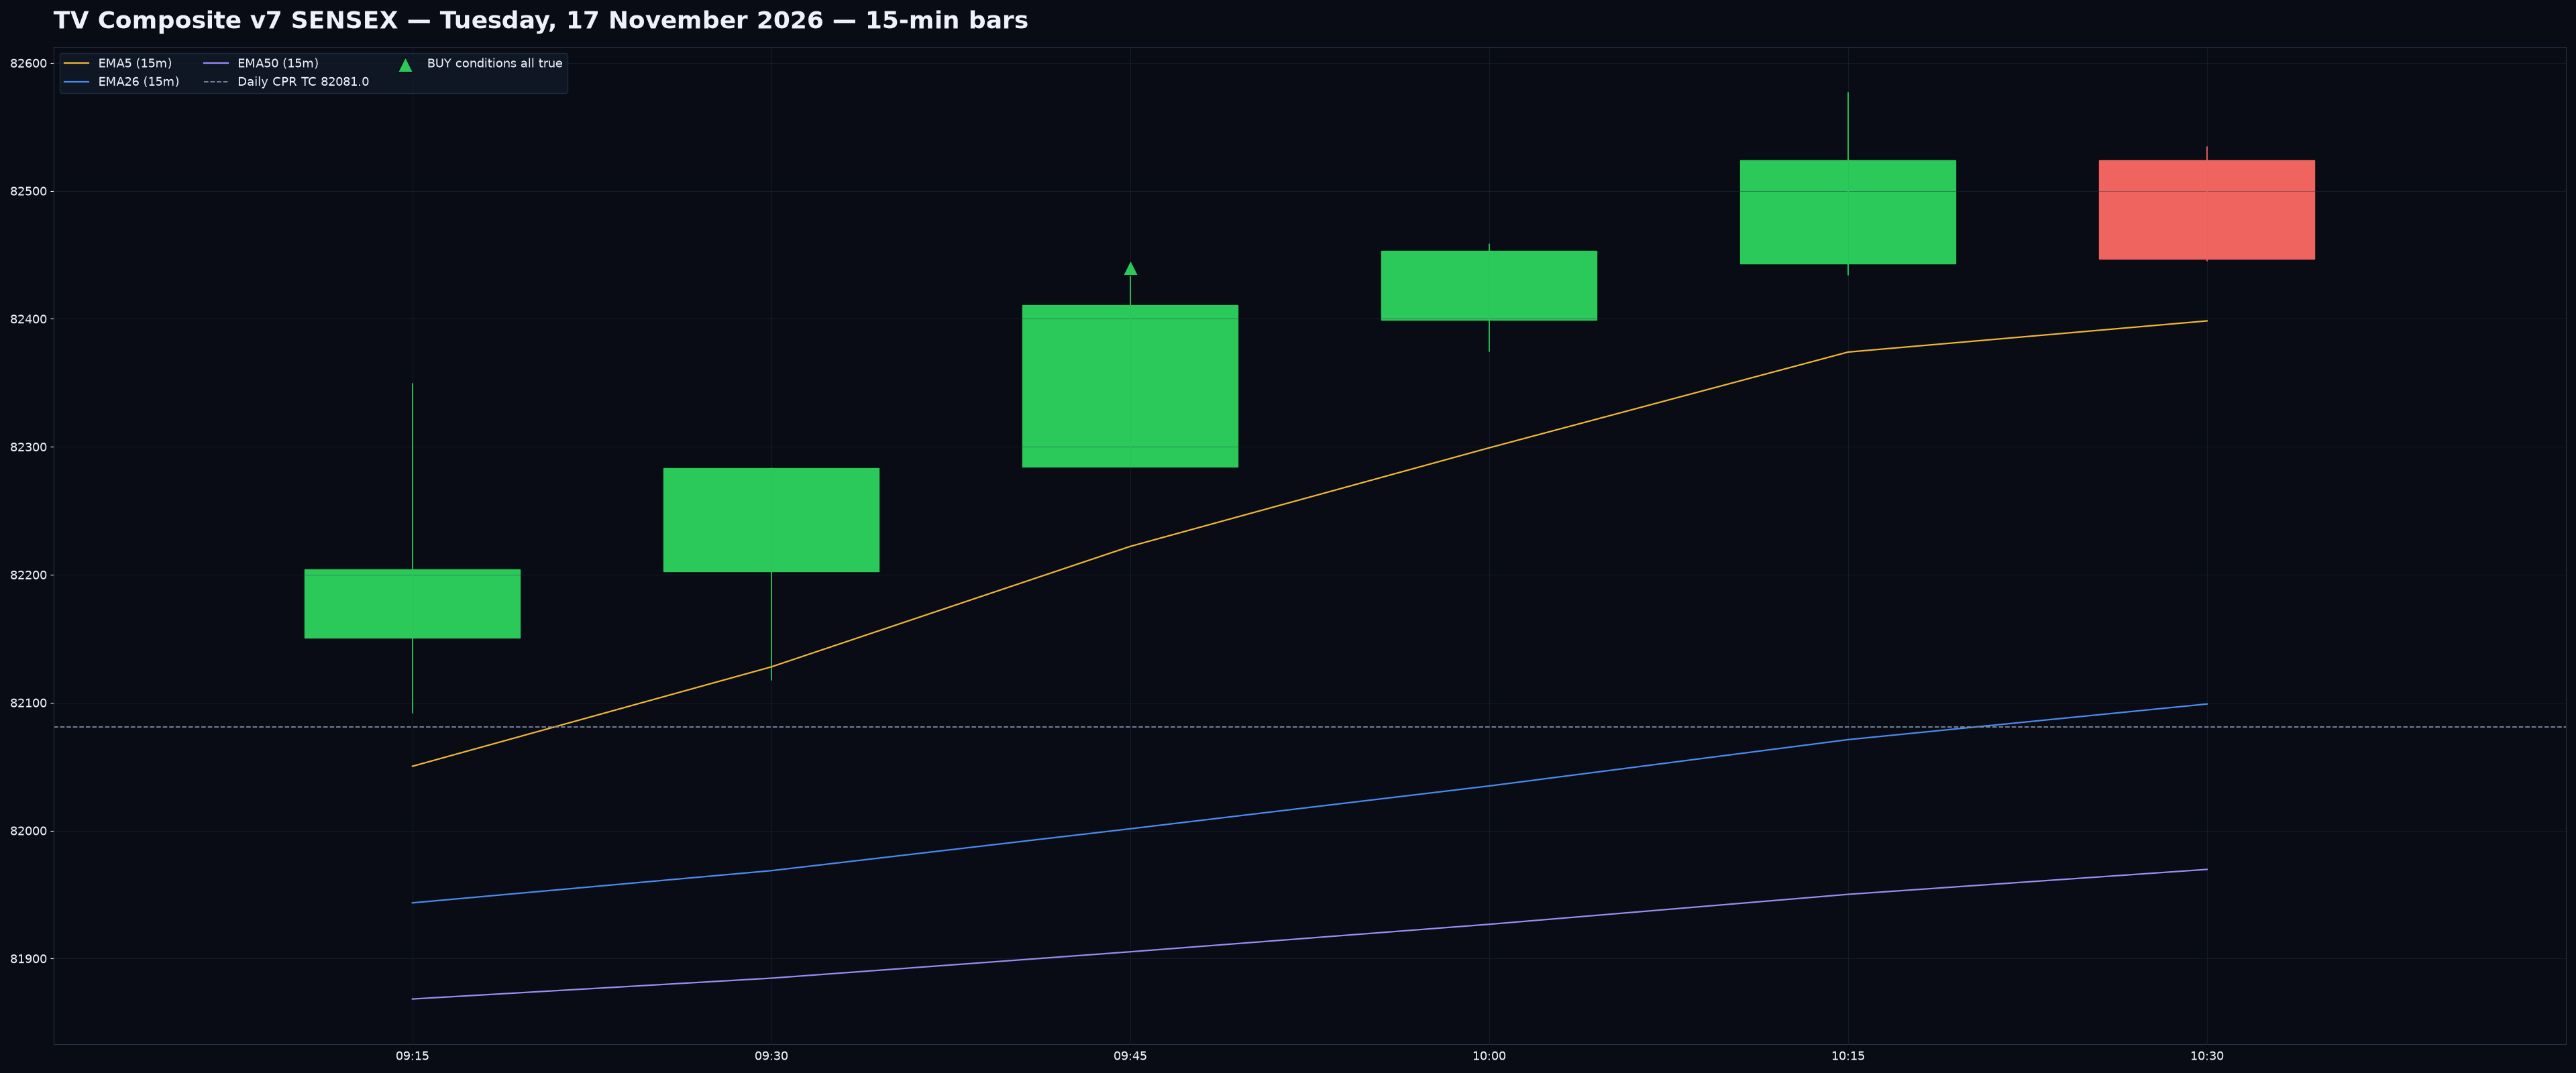 TV Composite v7 SENSEX — Tuesday, 17 November 2026 — 15-min bars
EMA5 (15m)
EMA26 (15m)
EMA50 (15m)
Daily CPR TC 82081.0
BUY conditions all true
82600
82500
82400
82300
82200
82100
82000
81900
09:15
09:30
09:45
10:00
10:15
10:30